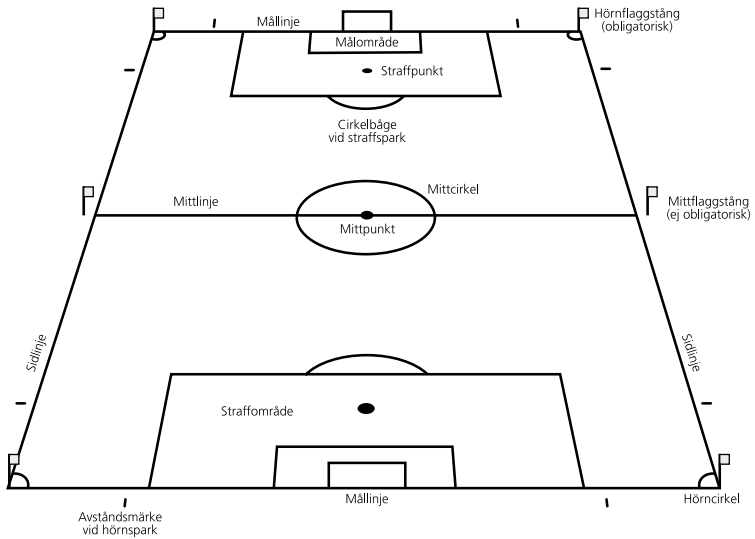 Mållinje
Hörnflaggstång
(obligatorisk)
Målområde
Straffpunkt
Cirkelbåge
vid straffspark
Mittcirkel
Mittlinje
Mittflaggstång
(ej obligatorisk)
Mittpunkt
Sidlinje
Sidlinje
Straffområde
Mållinje
Hörncirkel
Avståndsmärke
vid hörnspark